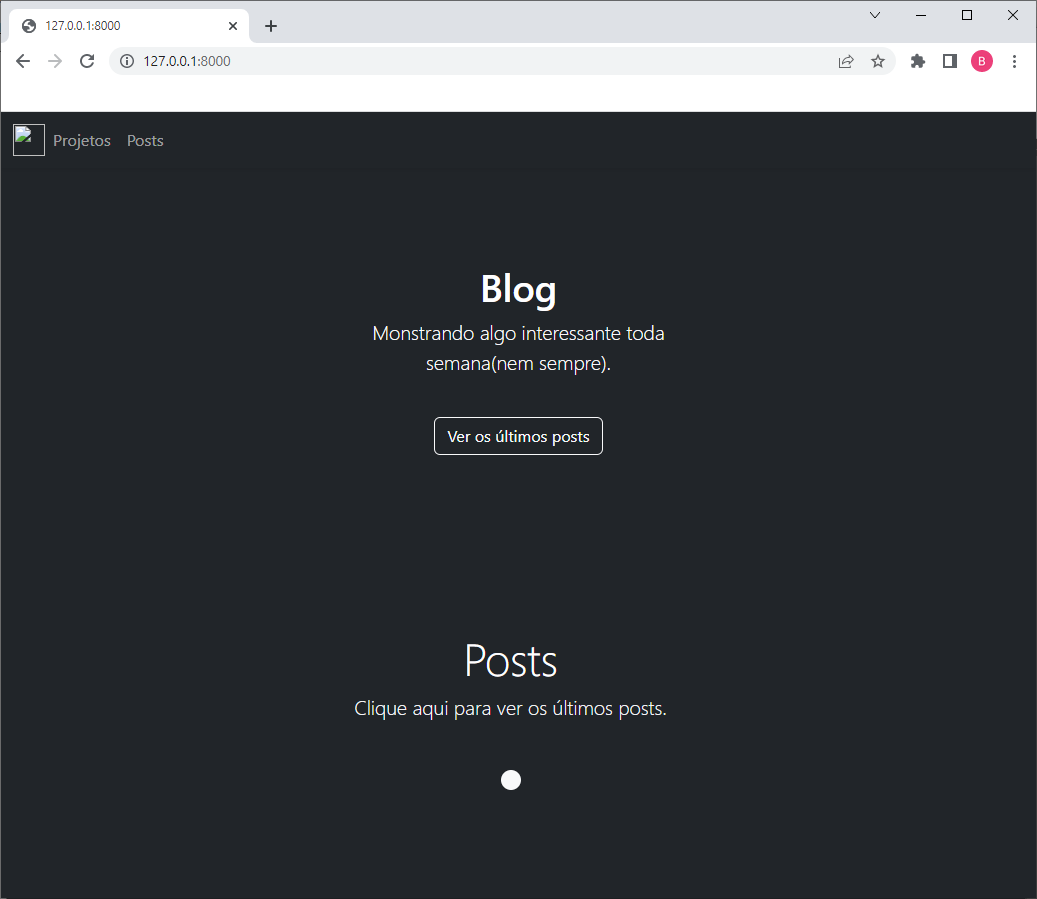 127.0.0.1:8000
127.0.0.1:8000
B
Projetos Posts
Blog
Monstrando algo interessante toda
semana(nem sempre).
Ver os últimos posts
Posts
Clique aqui para ver os últimos posts.